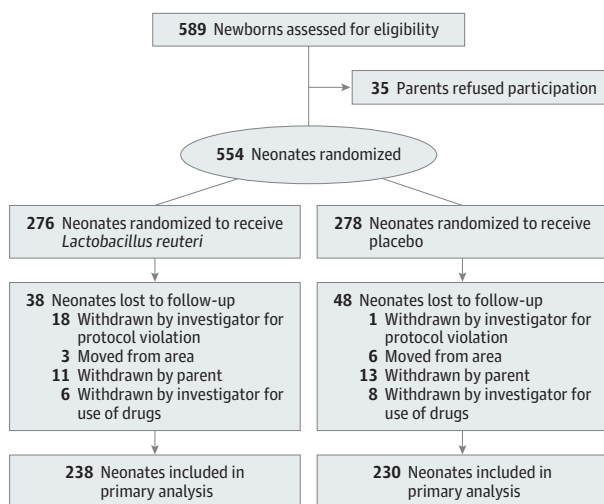 589 Newborns assessed for eligibility
35 Parents refused participation
554 Neonates randomized
276 Neonates randomized to receive
Lactobacillus reuteri
278 Neonates randomized to receive
placebo
38 Neonates lost to follow-up
18 Withdrawn by investigator for
protocol violation
3 Moved from area
11 Withdrawn by parent
6 Withdrawn by investigator for
use of drugs
48 Neonates lost to follow-up
1 Withdrawn by investigator for
protocol violation
6 Moved from area
13 Withdrawn by parent
8 Withdrawn by investigator for
use of drugs
238 Neonates included in
primary analysis
230 Neonates included in
primary analysis